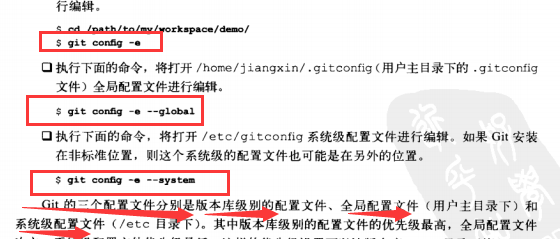 行编辑。
$ cd /path/to/my/workspace/demo/
$ git config -e
❑ 执行下面的命令，将打开 /home/jiangxin/.gitconfig（用户主目录下的 .gitconfig
文件）全局配置文件进行编辑。
$ git config -e --global
❑ 执行下面的命令，将打开 /etc/gitconfig 系统级配置文件进行编辑。如果 Git 安装
在非标准位置，则这个系统级的配置文件也可能是在另外的位置。
$ git config -e --system
Git 的三个配置文件分别是版本库级别的配置文件、全局配置文件（用户主目录下）和
系统级配置文件（/etc 目录下）。其中版本库级别的配置文件的优先级最高，全局配置文件